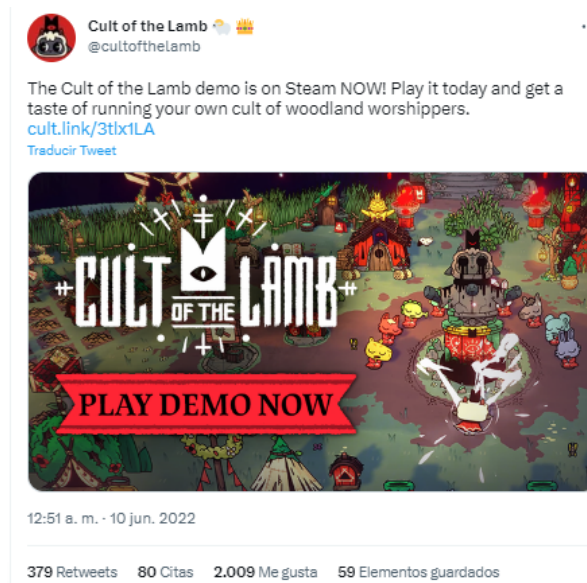 Cult of the Lamb
@cultofthelamb
The Cult of the Lamb demo is on Steam NOW! Play it today and get a
taste of running your own cult of woodland worshippers.
cult.link/3tlx1LA
Traducir Tweet
CULT OF THE LAMB
PLAY DEMO NOW
12:51 a. m. · 10 jun. 2022
379 Retweets 80 Citas 2.009 Me gusta 59 Elementos guardados